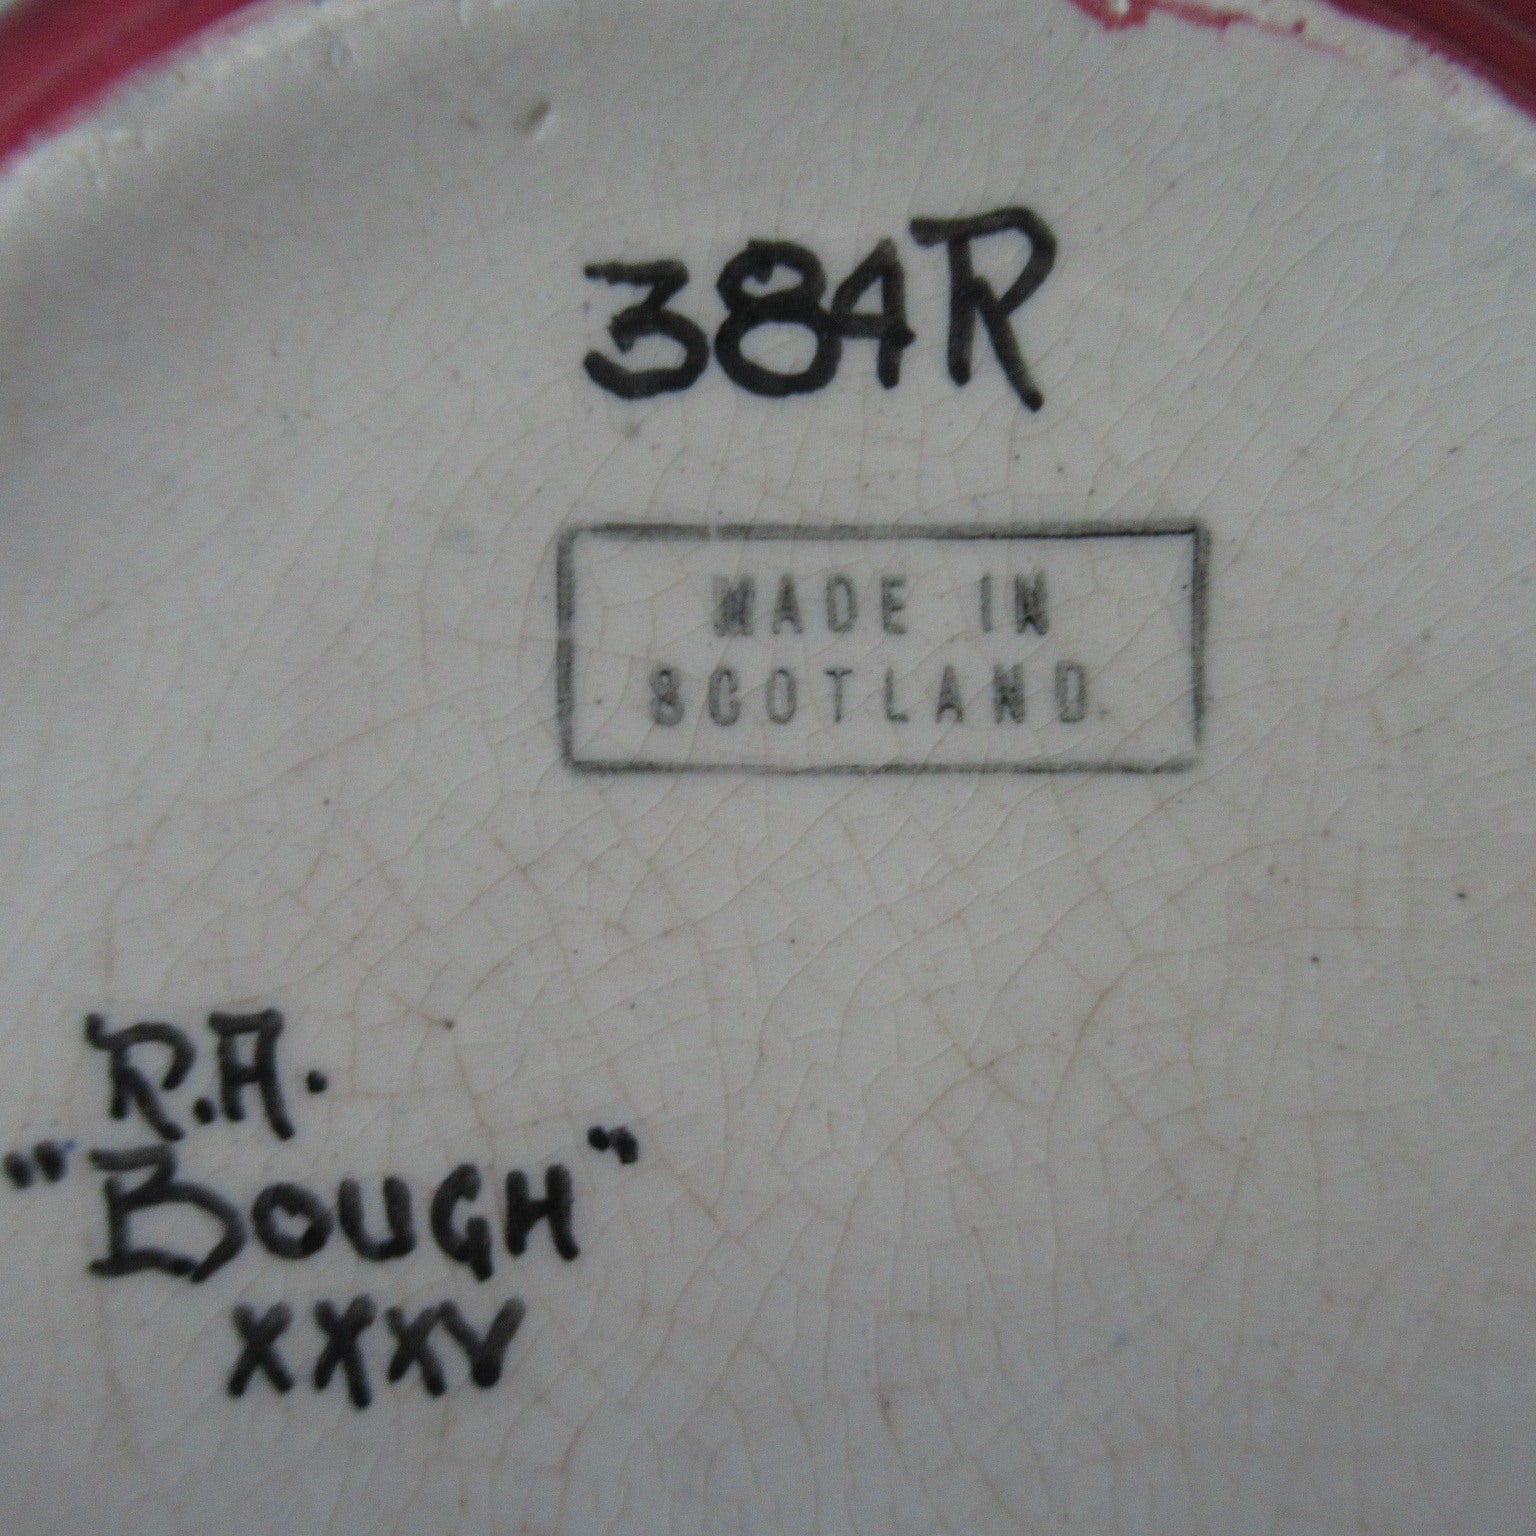 384R
MADE IN
SCOTLAND.
R.A.
"BOUGH"
XXXV